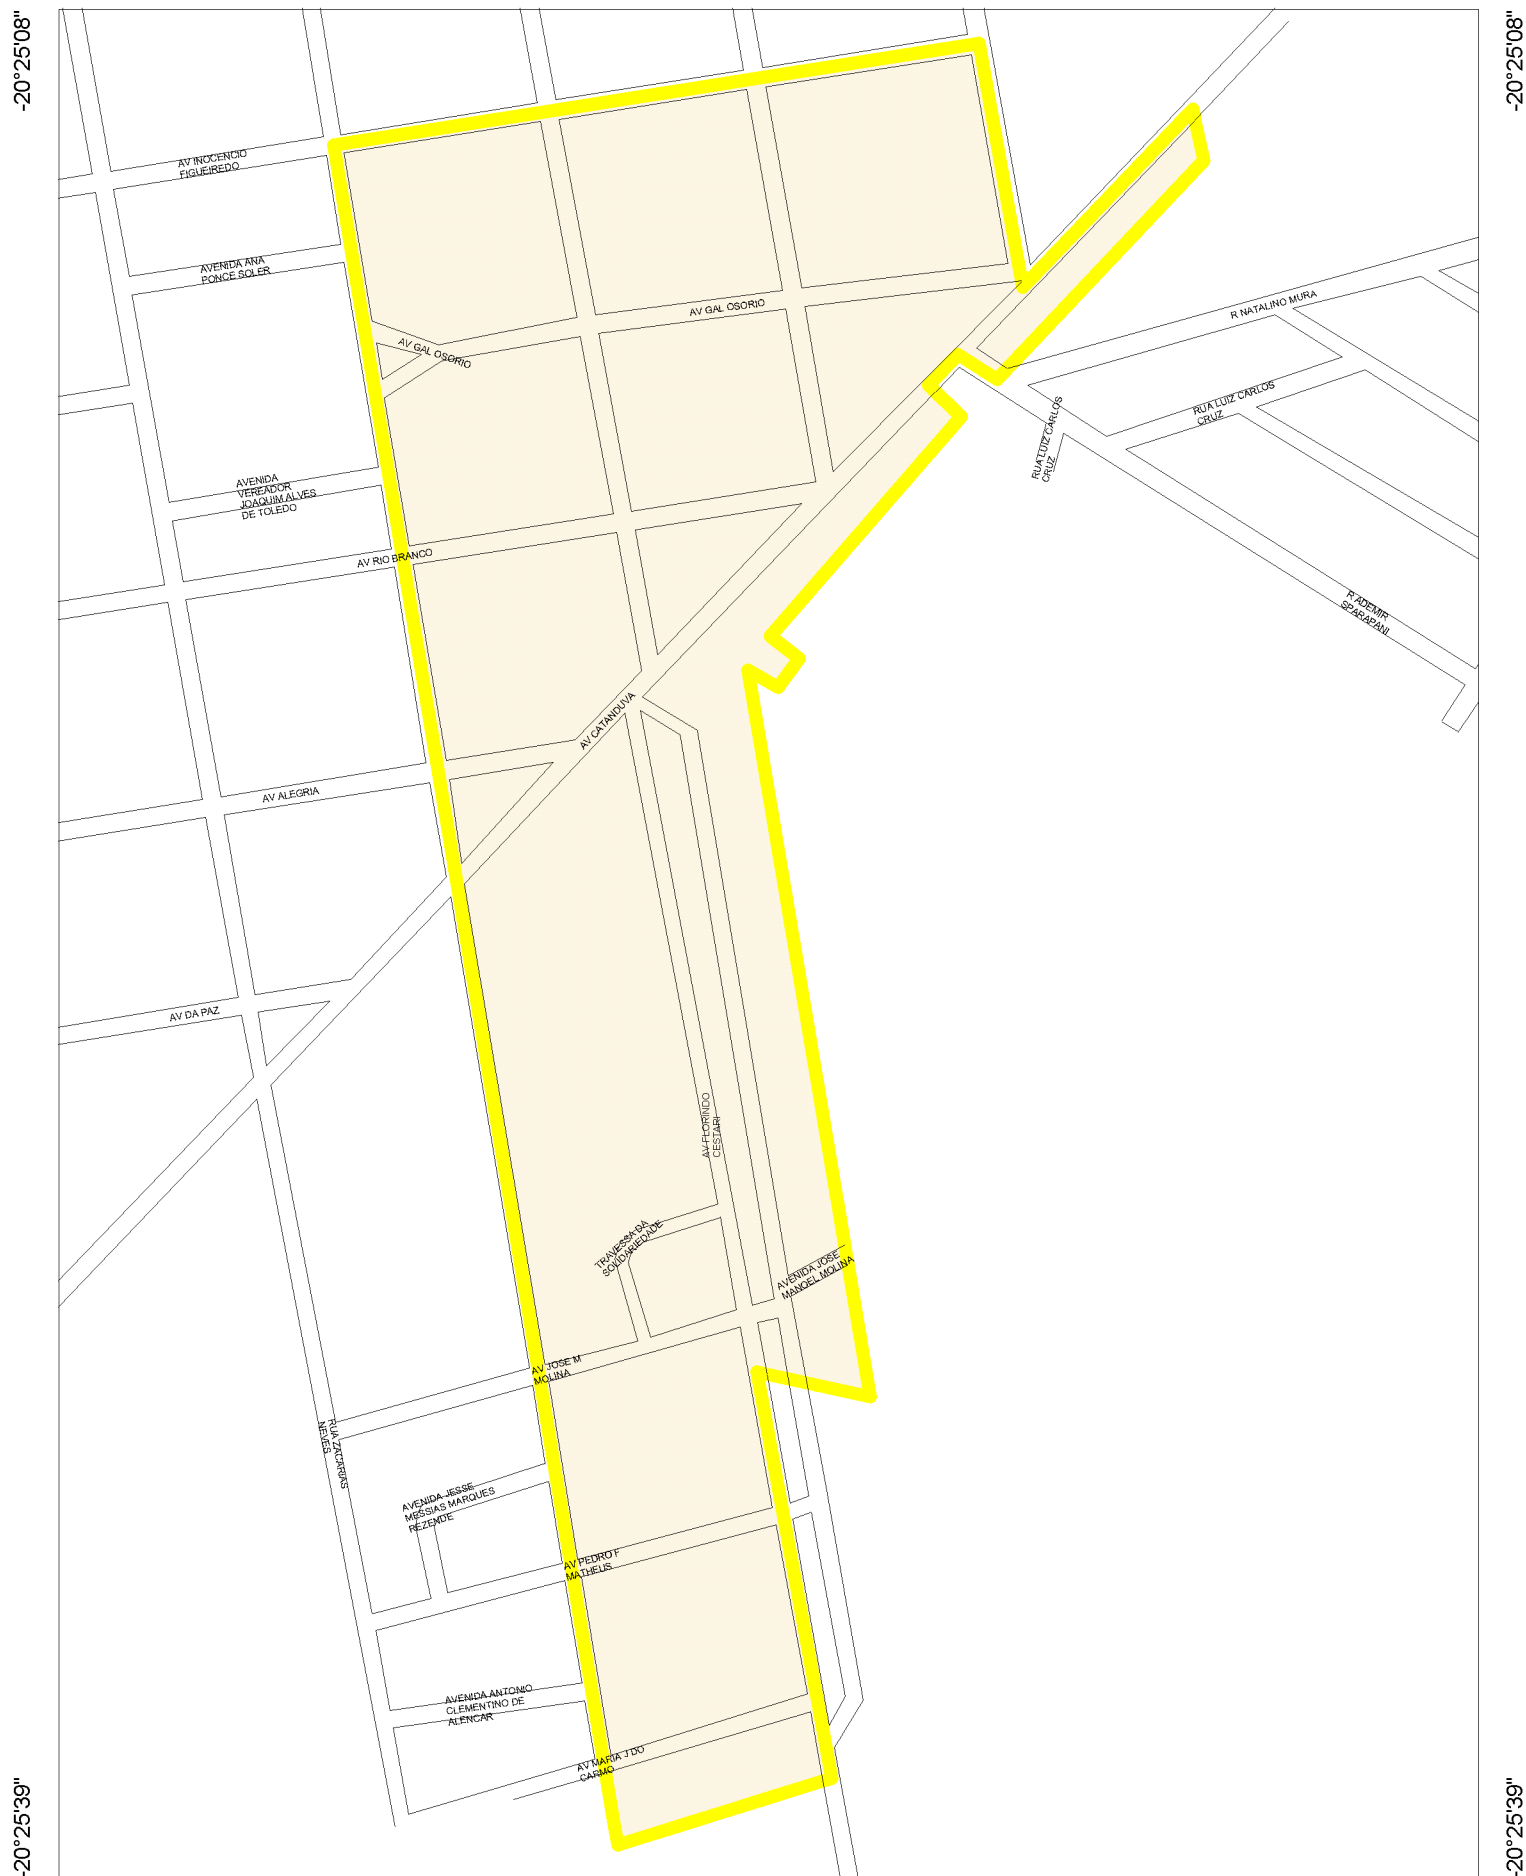 -20°25'08"
-20°25'08"
AV INOCENCIO
FIGUEIREDO
AVENIDA ANA
PONCE SOLER
AV GAL OSORIO
R NATALINO MURA
AV GAL OSORIO
RUA LUIZ CARLOS
CRUZ
RUA LUIZ CARLOS
CRUZ
AVENIDA
VEREADOR
JOAQUIM ALVES
DE TOLEDO
AV RIO BRANCO
R ADEMIR
SPARAPANI
AV CATANDUVA
AV ALEGRIA
AV DA PAZ
AV FLORINDO
CESTARI
TRAVESSA DA
SOLIDARIEDADE
AVENIDA JOSE
MANOEL MOLINA
AV JOSE M
MOLINA
RUA ZACARIAS
NEVES
AVENIDA JESSE
MESSIAS MARQUES
REZENDE
AV PEDRO F
MATHEUS
AVENIDA ANTONIO
CLEMENTINO DE
ALENCAR
AV MARIA J DO
CARMO
-20°25'39"
-20°25'39"